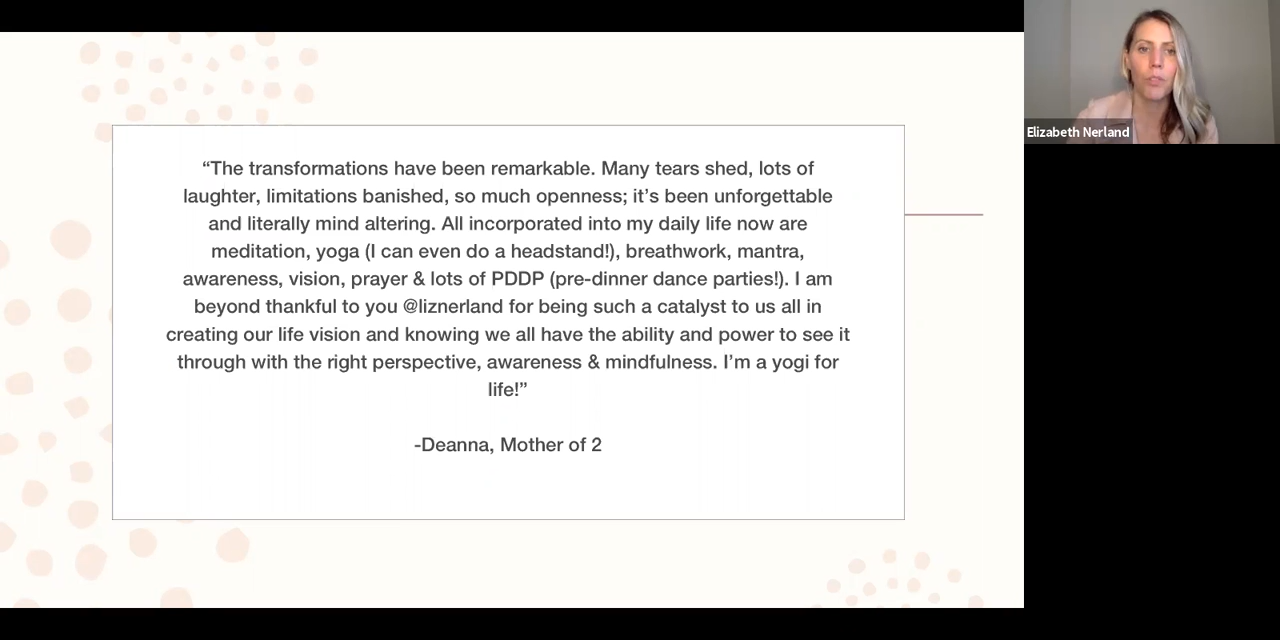 “The transformations have been remarkable. Many tears shed, lots of
laughter, limitations banished, so much openness; it’s been unforgettable
and literally mind altering. All incorporated into my daily life now are
meditation, yoga (I can even do a headstand!), breathwork, mantra,
awareness, vision, prayer & lots of PDDP (pre-dinner dance parties!). I am
beyond thankful to you @liznerland for being such a catalyst to us all in
creating our life vision and knowing we all have the ability and power to see it
through with the right perspective, awareness & mindfulness. I’m a yogi for
life!”
-Deanna, Mother of 2
Elizabeth Nerland